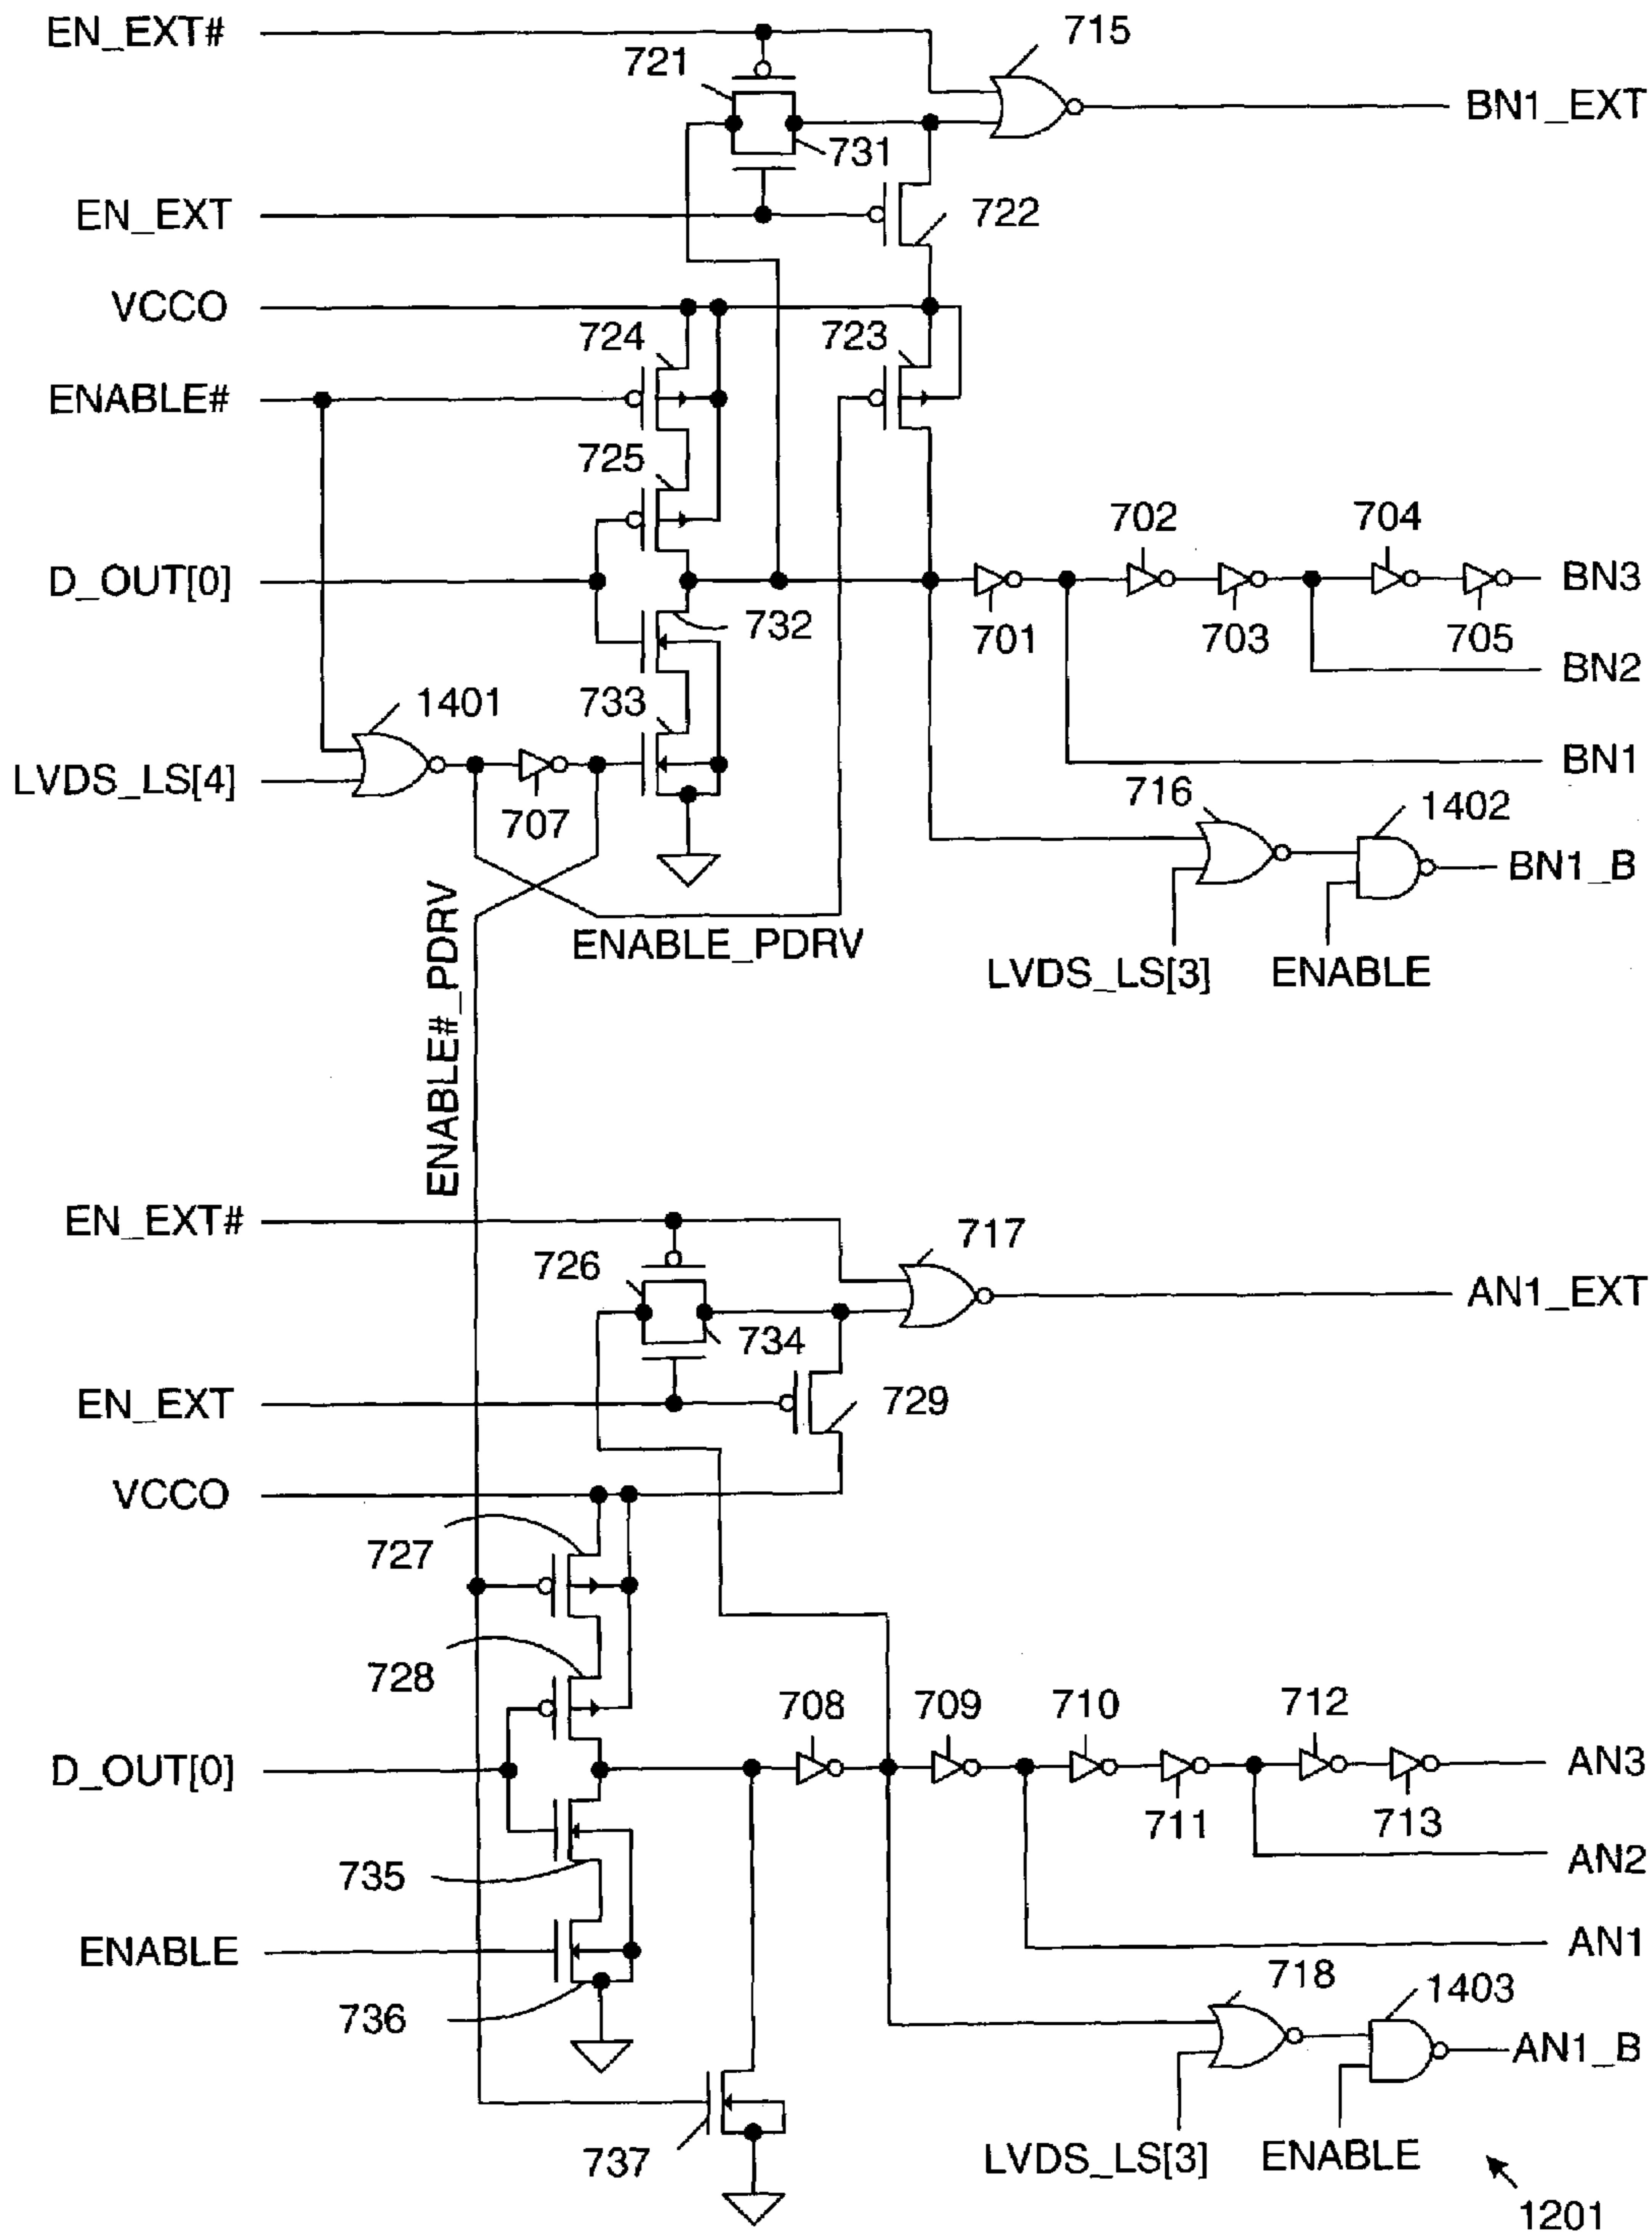 EN_EXT#
715
721
BN1_EXT
731
EN_EXT
722
VCCO
724
723
ENABLE#
725
702
704
D_OUT[0]
BN3
732
701
703
705
BN2
1401
733
BN1
LVDS_LS[4]
716
1402
707
BN1_B
ENABLE#_PDRV
ENABLE_PDRV
LVDS_LS[3]
ENABLE
EN_EXT#
717
726
AN1_EXT
734
EN_EXT
729
VCCO
727
728
708
709
710
712
D_OUT[0]
AN3
711
713
735
AN2
ENABLE
AN1
718
1403
736
AN1_B
737
LVDS_LS[3]
ENABLE
1201